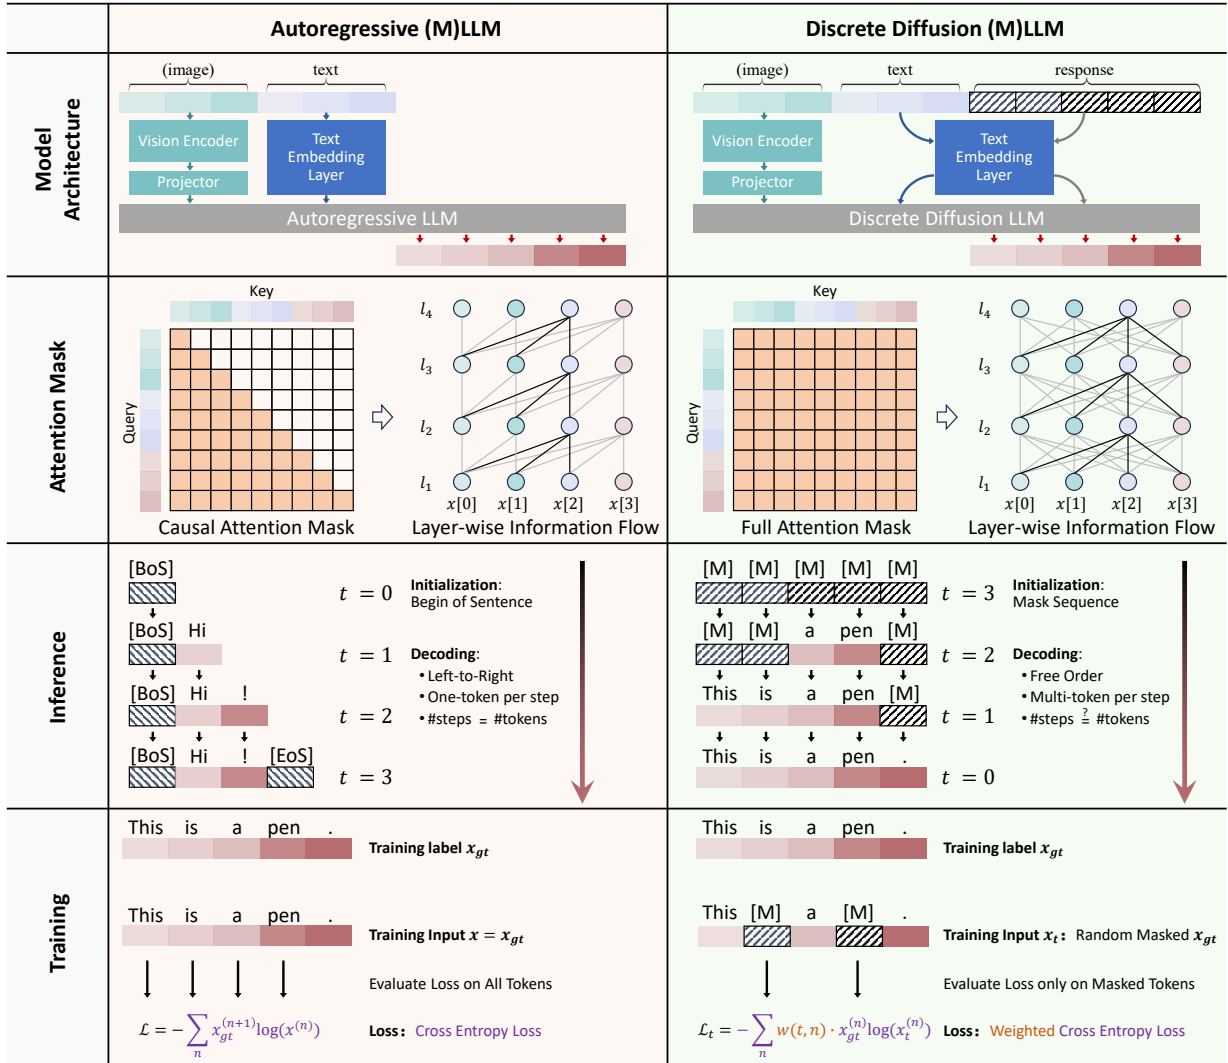 Autoregressive (M)LLM
Discrete Diffusion (M)LLM
Model Architecture
(image) text
Vision Encoder
Projector
Text Embedding Layer
Autoregressive LLM
(image) text response
Vision Encoder
Projector
Text Embedding Layer
Discrete Diffusion LLM
Attention Mask
Key
Query
Causal Attention Mask
l_4
l_3
l_2
l_1
x[0] x[1] x[2] x[3]
Layer-wise Information Flow
Key
Query
Full Attention Mask
l_4
l_3
l_2
l_1
x[0] x[1] x[2] x[3]
Layer-wise Information Flow
Inference
[BoS]
t = 0
[BoS] Hi
t = 1
[BoS] Hi !
t = 2
[BoS] Hi ! [EoS]
t = 3
Initialization:
Begin of Sentence
Decoding:
• Left-to-Right
• One-token per step
• #steps = #tokens
[M] [M] [M] [M] [M]
t = 3
[M] [M] a pen [M]
t = 2
This is a pen [M]
t = 1
This is a pen .
t = 0
Initialization:
Mask Sequence
Decoding:
• Free Order
• Multi-token per step
• #steps ≟ #tokens
Training
This is a pen .
Training label x_gt
This is a pen .
Training Input x = x_gt
Evaluate Loss on All Tokens
ℒ = −∑_n x_gt^(n+1) log(x^(n))
Loss: Cross Entropy Loss
This is a pen .
Training label x_gt
This [M] a [M] .
Training Input x_t: Random Masked x_gt
Evaluate Loss only on Masked Tokens
ℒ_t = −∑_n w(t, n) · x_gt^(n) log(x_t^(n))
Loss: Weighted Cross Entropy Loss